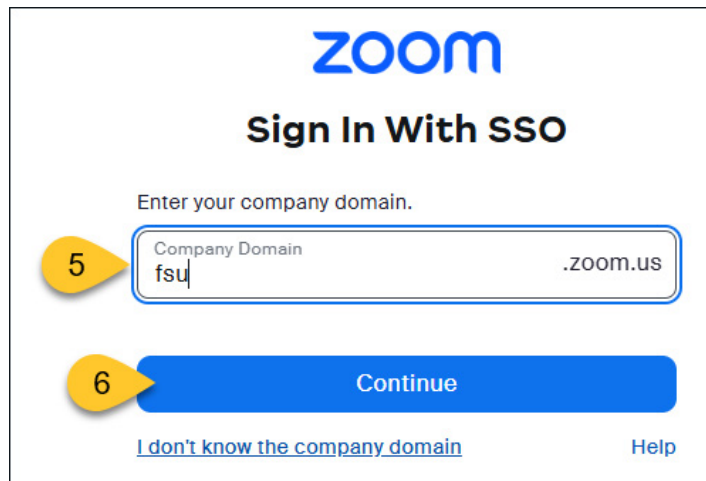 zoom
Sign In With SSO
Enter your company domain.
Company Domain
5 fsu .zoom.us
6 Continue
I don't know the company domain Help